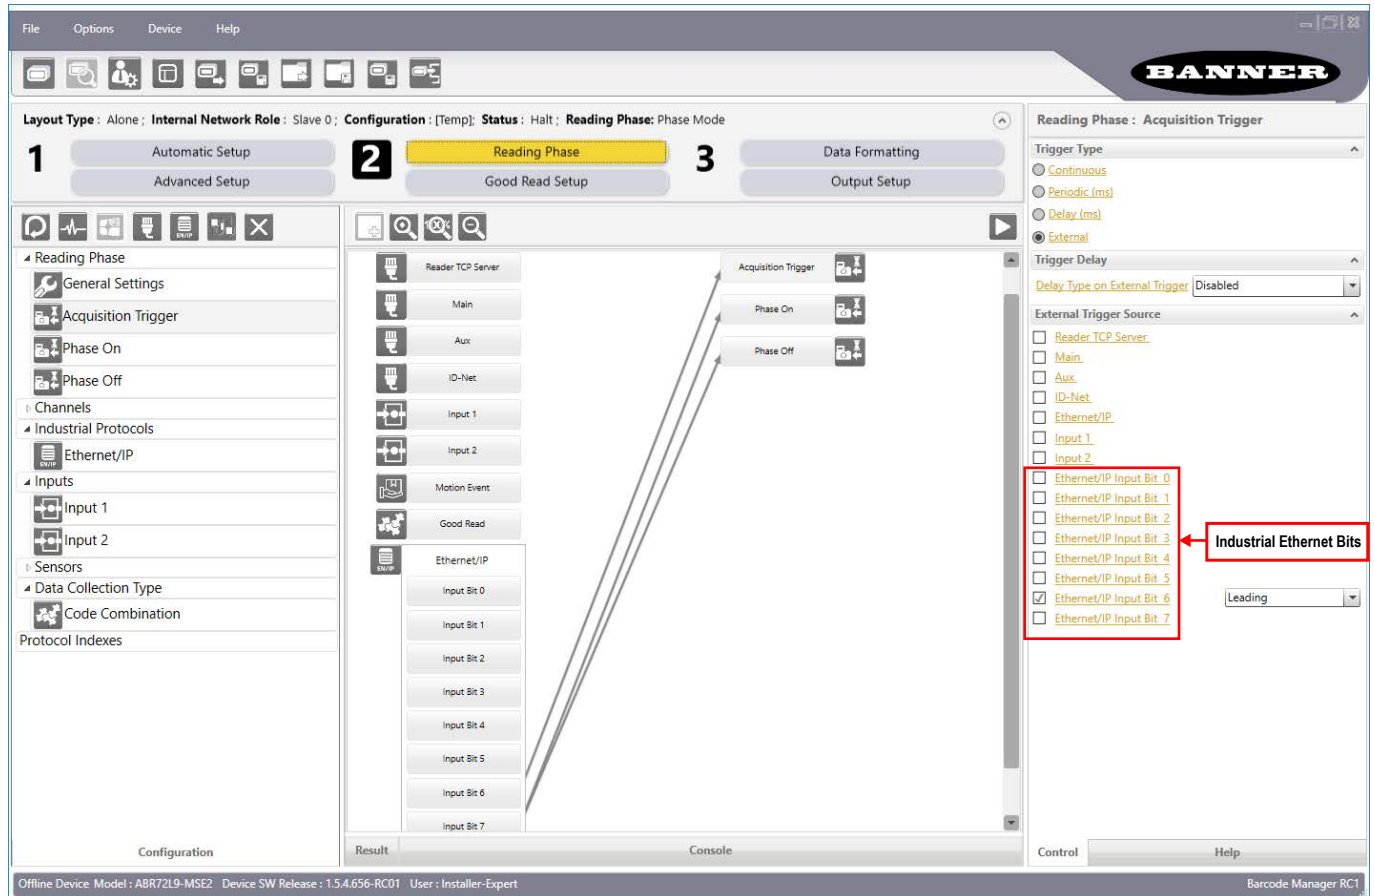 File Options Device Help
BANNER
Layout Type : Alone ; Internal Network Role : Slave 0 ; Configuration : [Temp]; Status : Halt ; Reading Phase: Phase Mode
1 Automatic Setup 2 Reading Phase 3 Data Formatting
Advanced Setup Good Read Setup Output Setup
Reading Phase
General Settings
Acquisition Trigger
Phase On
Phase Off
Channels
Industrial Protocols
EN/IP Ethernet/IP
Inputs
Input 1
Input 2
Sensors
Data Collection Type
Code Combination
Protocol Indexes
Configuration
EN/IP
100%
Reader TCP Server
Main
Aux
ID-Net
Input 1
Input 2
Motion Event
Good Read
EN/IP Ethernet/IP
Input Bit 0
Input Bit 1
Input Bit 2
Input Bit 3
Input Bit 4
Input Bit 5
Input Bit 6
Input Bit 7
Acquisition Trigger
Phase On
Phase Off
Result Console
Reading Phase : Acquisition Trigger
Trigger Type
Continuous
Periodic (ms)
Delay (ms)
External
Trigger Delay
Delay Type on External Trigger Disabled
External Trigger Source
Reader TCP Server
Main
Aux
ID-Net
Ethernet/IP
Input 1
Input 2
Ethernet/IP Input Bit 0
Ethernet/IP Input Bit 1
Ethernet/IP Input Bit 2
Ethernet/IP Input Bit 3
Ethernet/IP Input Bit 4
Ethernet/IP Input Bit 5
Ethernet/IP Input Bit 6 Leading
Ethernet/IP Input Bit 7
Industrial Ethernet Bits
Control Help
Offline Device Model : ABR72L9-MSE2 Device SW Release : 1.5.4.656-RC01 User : Installer-Expert Barcode Manager RC1